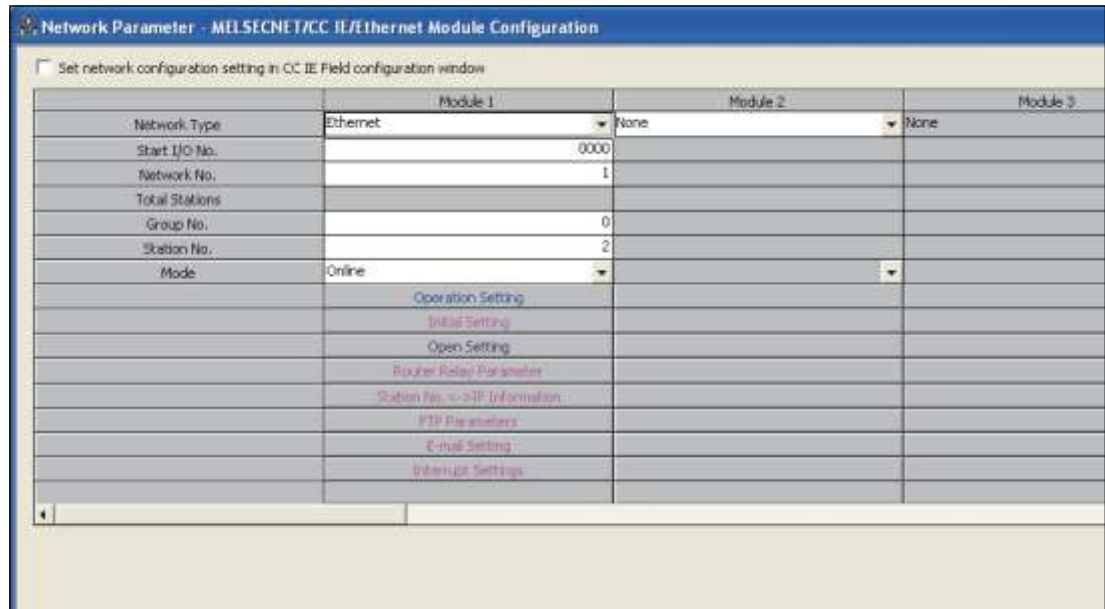 Network Parameter - MELSECNET/CC IE/Ethernet Module Configuration
Set network configuration setting in CC IE Field configuration window
Module 1 Module 2 Module 3
Network Type Ethernet None None
Start I/O No. 0000
Network No. 1
Total Stations
Group No. 0
Station No. 2
Mode Online
Operation Setting
Initial Setting
Open Setting
Router Relay Parameter
Station No. <->IP Information
FTP Parameters
E-mail Setting
Interrupt Settings